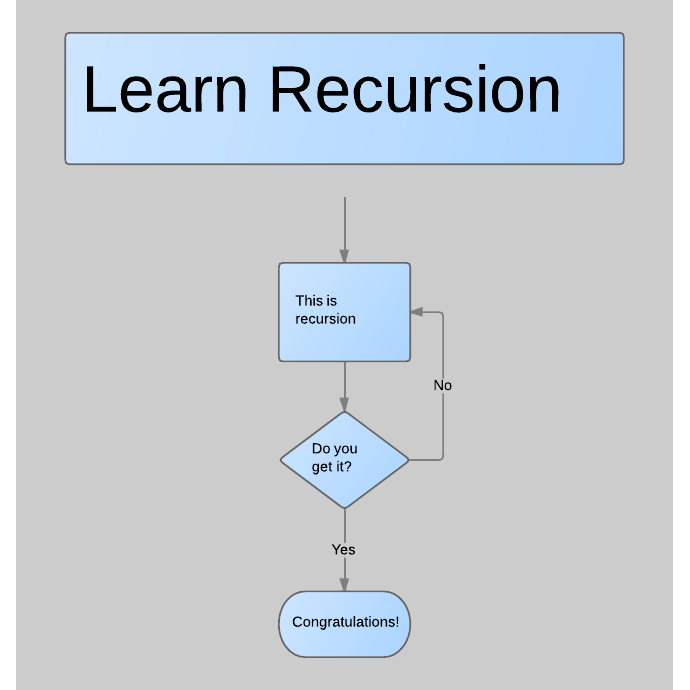 Learn Recursion
This is
recursion
No
Do you
get it?
Yes
Congratulations!